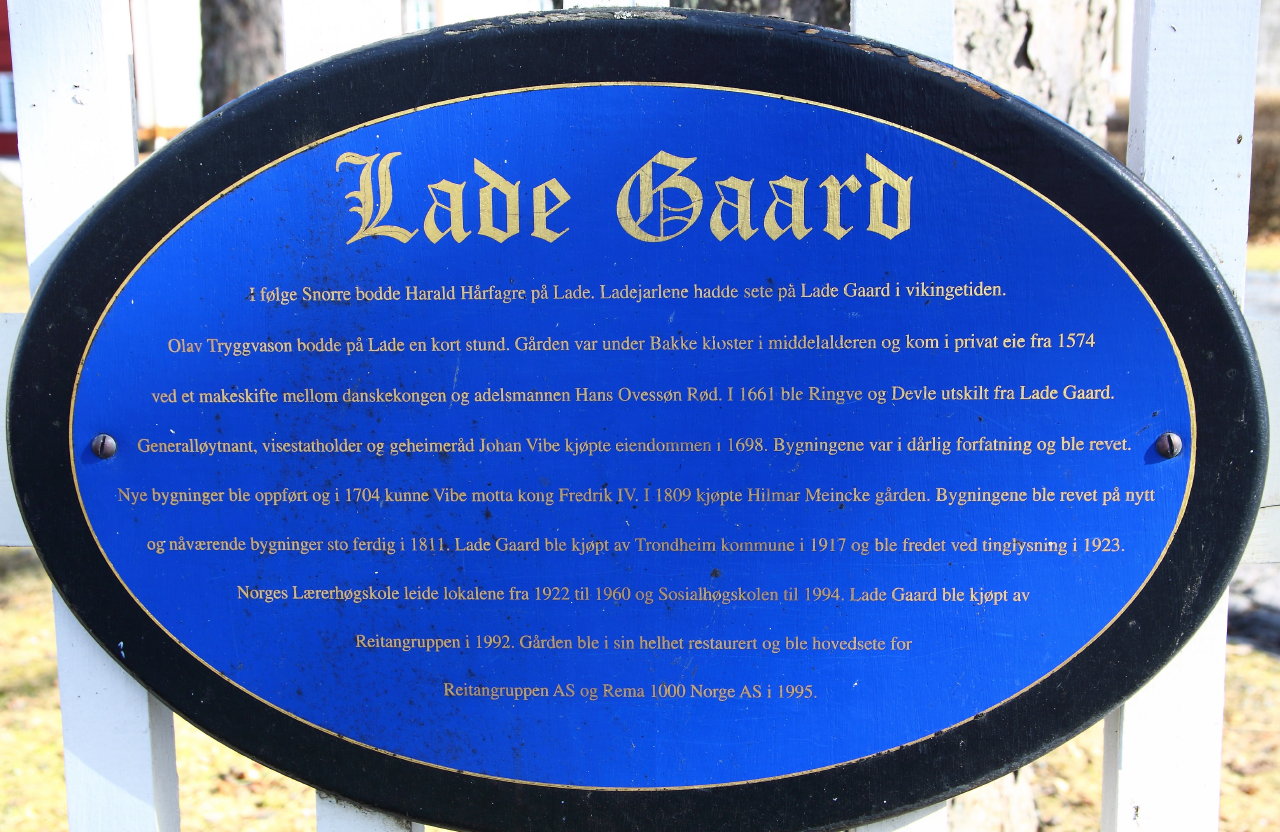 Lade Gaard
I følge Snorre bodde Harald Hårfagre på Lade. Ladejarlene hadde sete på Lade Gaard i vikingetiden.
Olav Tryggvason bodde på Lade en kort stund. Gården var under Bakke kloster i middelalderen og kom i privat eie fra 1574
ved et makeskifte mellom danskekongen og adelsmannen Hans Ovessøn Rød. I 1661 ble Ringve og Devle utskilt fra Lade Gaard.
Generalløytnant, visestatholder og geheimeråd Johan Vibe kjøpte eiendommen i 1698. Bygningene var i dårlig forfatning og ble revet.
Nye bygninger ble oppført og i 1704 kunne Vibe motta kong Fredrik IV. I 1809 kjøpte Hilmar Meincke gården. Bygningene ble revet på nytt
og nåværende bygninger sto ferdig i 1811. Lade Gaard ble kjøpt av Trondheim kommune i 1917 og ble fredet ved tinglysning i 1923.
Norges Lærerhøgskole leide lokalene fra 1922 til 1960 og Sosialhøgskolen til 1994. Lade Gaard ble kjøpt av
Reitangruppen i 1992. Gården ble i sin helhet restaurert og ble hovedsete for
Reitangruppen AS og Rema 1000 Norge AS i 1995.